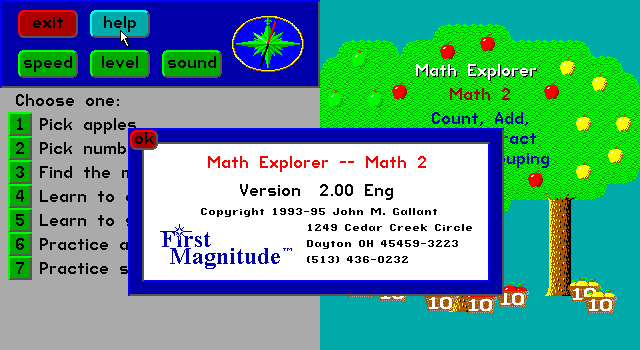 exit
help
speed
level
sound
Choose one:
1 Pick apples
2 Pick numb
3 Find the
4 Learn to
5 Learn to
6 Practice
7 Practice
Math Explorer
Math 2
Count, Add,
ract
uping
ok
Math Explorer -- Math 2
Version 2.00 Eng
Copyright 1993-95 John M. Gallant
1249 Cedar Creek Circle
Dayton OH 45459-3223
(513) 436-0232
First
Magnitude™
10
10
10
10